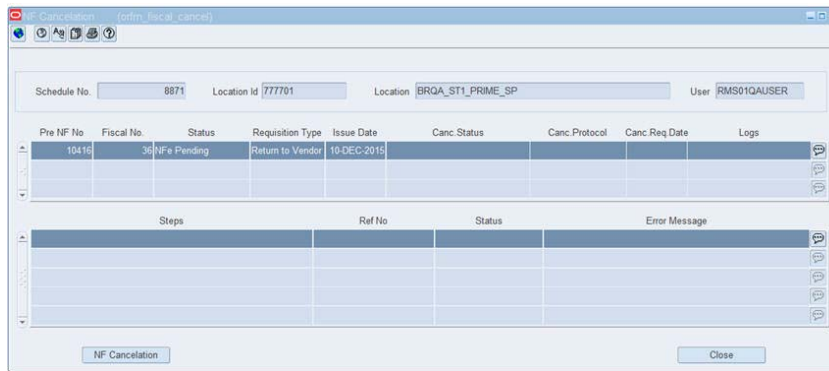 NF Cancelation (orfm_fiscal_cancel)
Schedule No. 8871 Location Id 777701 Location BRQA_ST1_PRIME_SP User RMS01QAUSER
Pre NF No Fiscal No. Status Requisition Type Issue Date Canc.Status Canc.Protocol Canc.Req.Date Logs
10416 36 NFe Pending Return to Vendor 10-DEC-2015
Steps Ref No Status Error Message
NF Cancelation Close